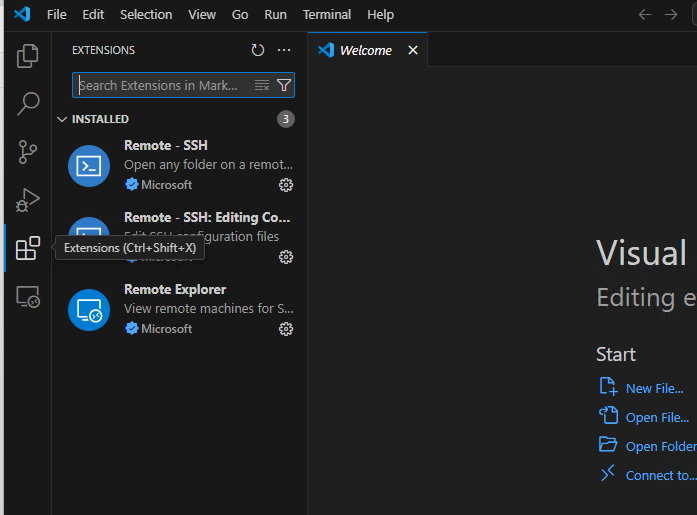 File Edit Selection View Go Run Terminal Help
EXTENSIONS
Welcome
Search Extensions in Mark...
INSTALLED 3
Remote - SSH
Open any folder on a remot...
Microsoft
Remote - SSH: Editing Co...
Edit SSH configuration files
Extensions (Ctrl+Shift+X)
Microsoft
Remote Explorer
View remote machines for S...
Microsoft
Visual
Editing e
Start
New File...
Open File...
Open Folder
Connect to...